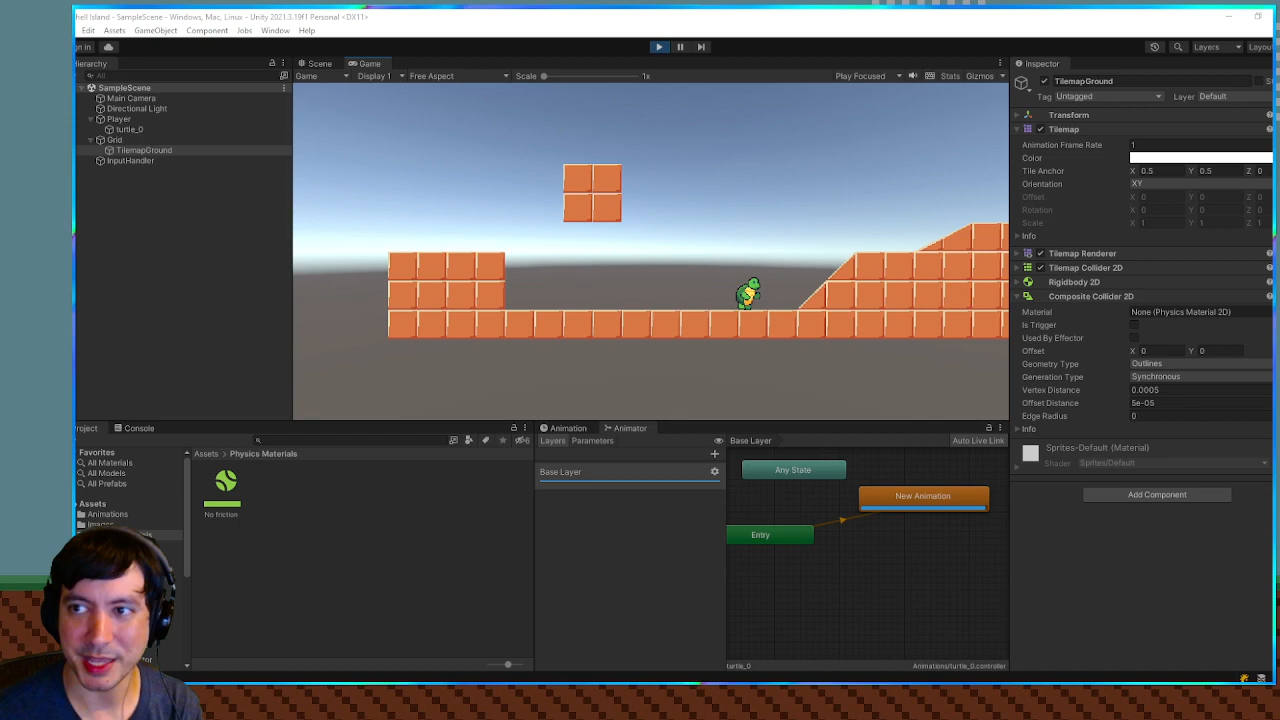 hell Island - SampleScene - Windows, Mac, Linux - Unity 2021.3.19f1 Personal <DX11>
Edit Assets GameObject Component Jobs Window Help
gn in Layers Layou
Hierarchy Scene Game Inspector
All Game Display 1 Free Aspect Scale 1x Play Focused Stats Gizmos
TilemapGround
SampleScene
Main Camera
Directional Light
Player
turtle_0
Grid
TilemapGround
InputHandler
Tag Untagged Layer Default
Transform
Tilemap
Animation Frame Rate 1
Color
Tile Anchor X 0.5 Y 0.5 Z 0
Orientation XY
Offset X 0 Y 0 Z 0
Rotation X 0 Y 0 Z 0
Scale X 1 Y 1 Z 1
Info
Tilemap Renderer
Tilemap Collider 2D
Rigidbody 2D
Composite Collider 2D
Material None (Physics Material 2D)
Is Trigger
Used By Effector
Offset X 0 Y 0
Geometry Type Outlines
Generation Type Synchronous
Vertex Distance 0.0005
Offset Distance 5e-05
Edge Radius 0
Info
Sprites-Default (Material)
Shader Sprites/Default
Add Component
Project Console
6
Favorites
All Materials
All Models
All Prefabs
Assets
Animations
Images
Assets > Physics Materials
No friction
Animation Animator
Layers Parameters Base Layer Auto Live Link
Base Layer
Any State
New Animation
Entry
turtle_0 Animations/turtle_0.controller